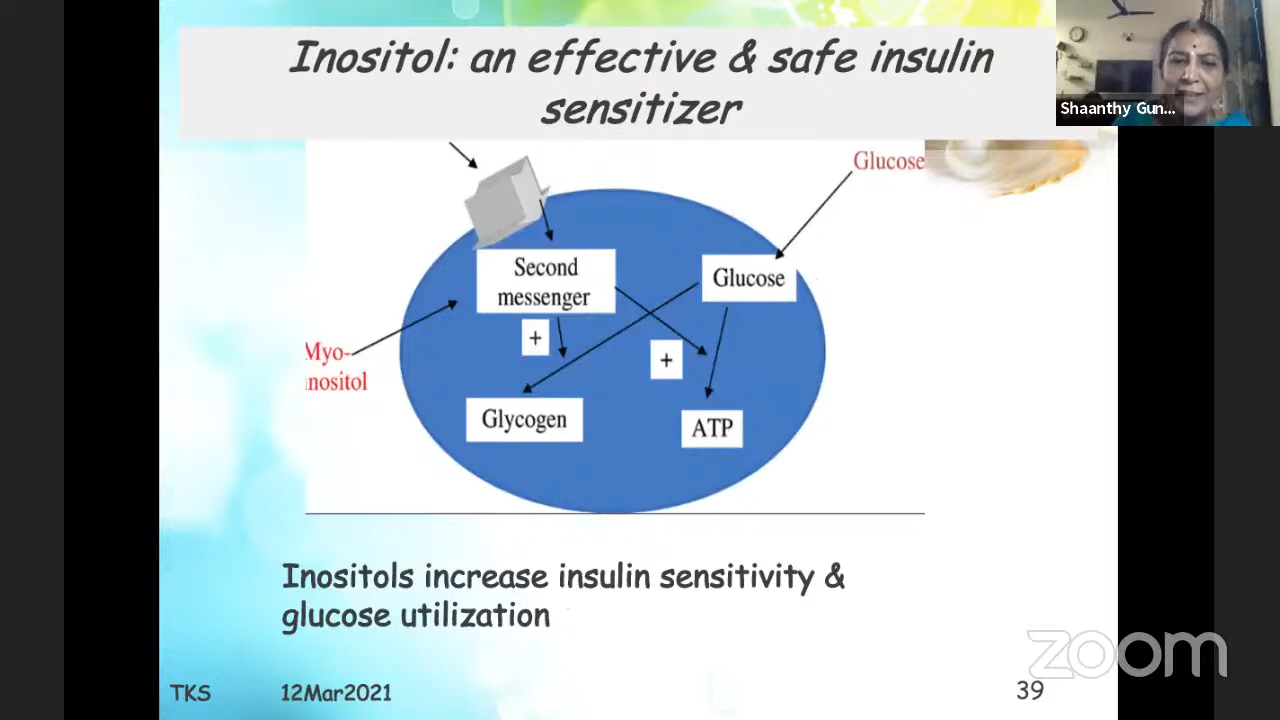 Inositol: an effective & safe insulin
sensitizer
Shaanthy Gun...
Glucose
Second
messenger
Glucose
+
+
Myo-
inositol
Glycogen
ATP
Inositols increase insulin sensitivity &
glucose utilization
zoom
TKS
12Mar2021
39